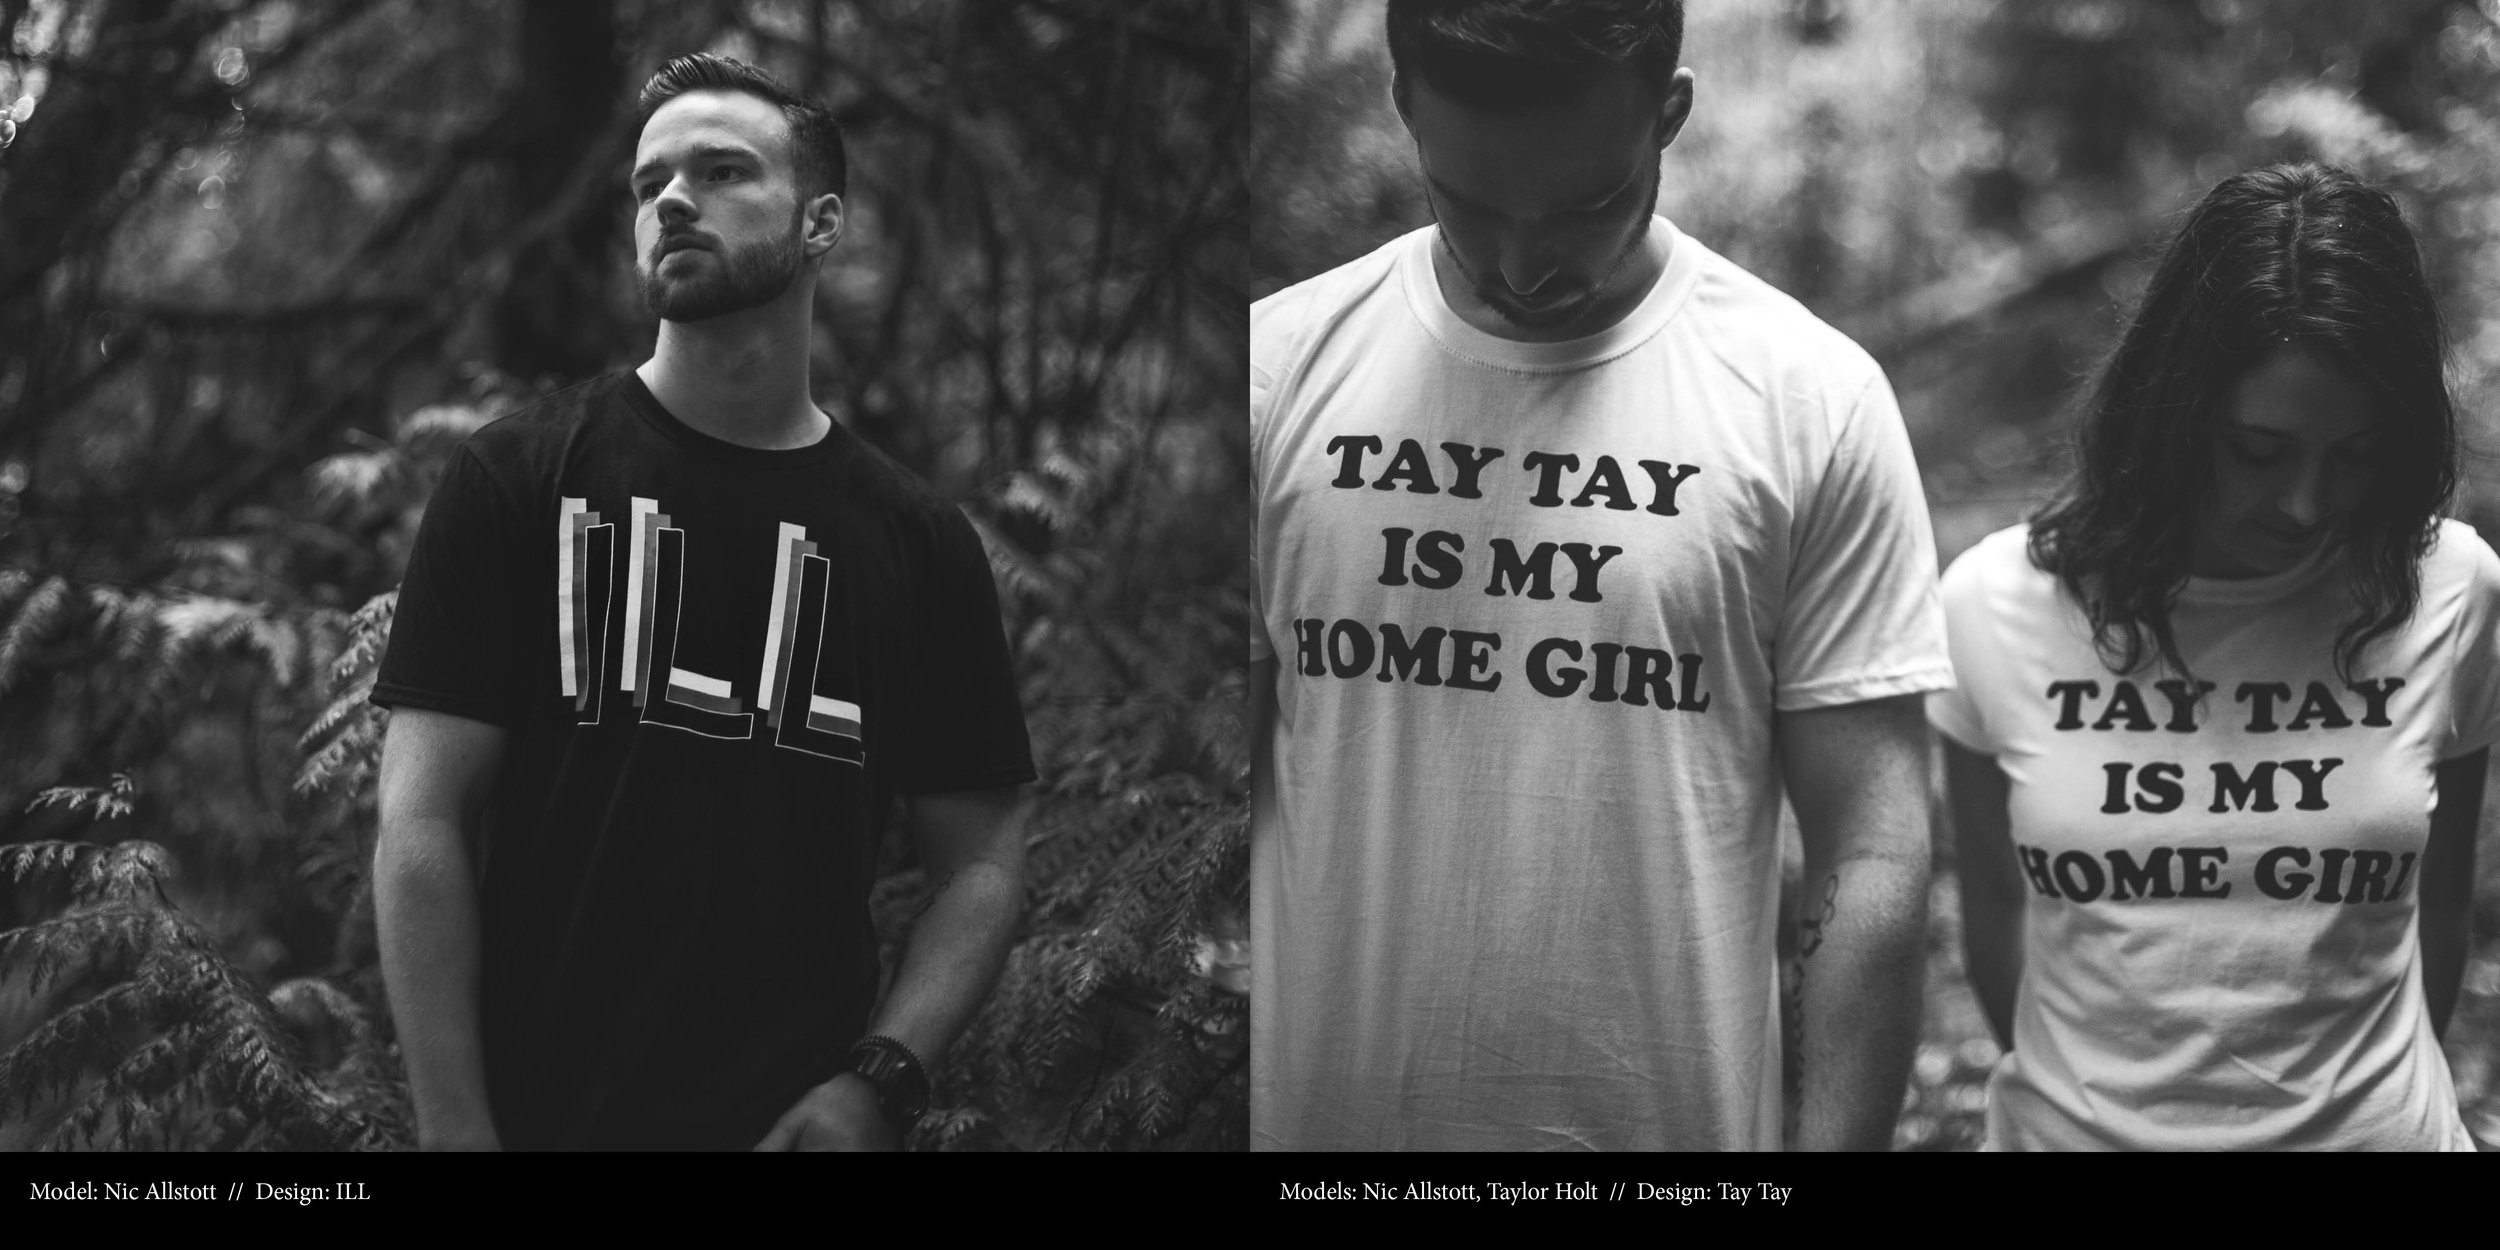 ILL
Model: Nic Allstott // Design: ILL
TAY TAY
IS MY
HOME GIRL
TAY TAY
IS MY
HOME GIRL
Models: Nic Allstott, Taylor Holt // Design: Tay Tay